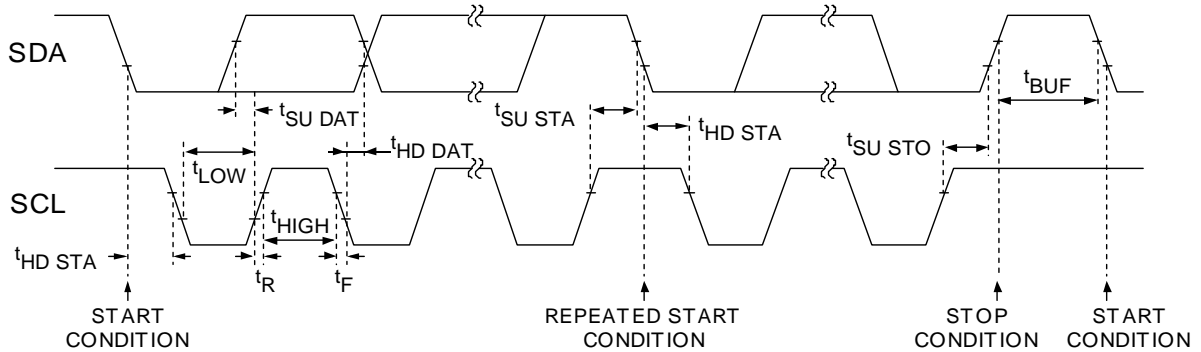 SDA
tSU DAT
tSU STA
tBUF
tHD DAT
tHD STA
tSU STO
tLOW
SCL
tHIGH
tHD STA
tR
tF
START
CONDITION
REPEATED START
CONDITION
STOP
CONDITION
START
CONDITION